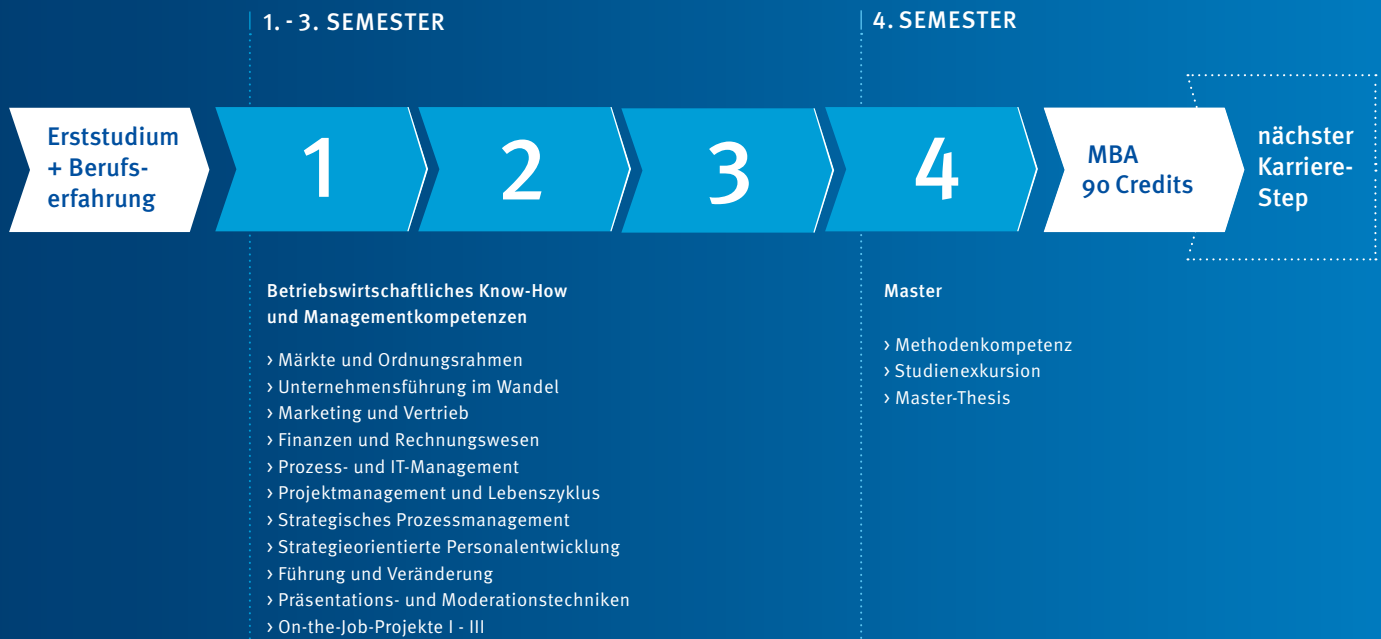 1. - 3. SEMESTER
4. SEMESTER
Erststudium
+ Berufs-
erfahrung
1
2
3
4
MBA
90 Credits
nächster
Karriere-
Step
Betriebswirtschaftliches Know-How
und Managementkompetenzen
› Märkte und Ordnungsrahmen
› Unternehmensführung im Wandel
› Marketing und Vertrieb
› Finanzen und Rechnungswesen
› Prozess- und IT-Management
› Projektmanagement und Lebenszyklus
› Strategisches Prozessmanagement
› Strategieorientierte Personalentwicklung
› Führung und Veränderung
› Präsentations- und Moderationstechniken
› On-the-Job-Projekte I - III
Master
› Methodenkompetenz
› Studienexkursion
› Master-Thesis